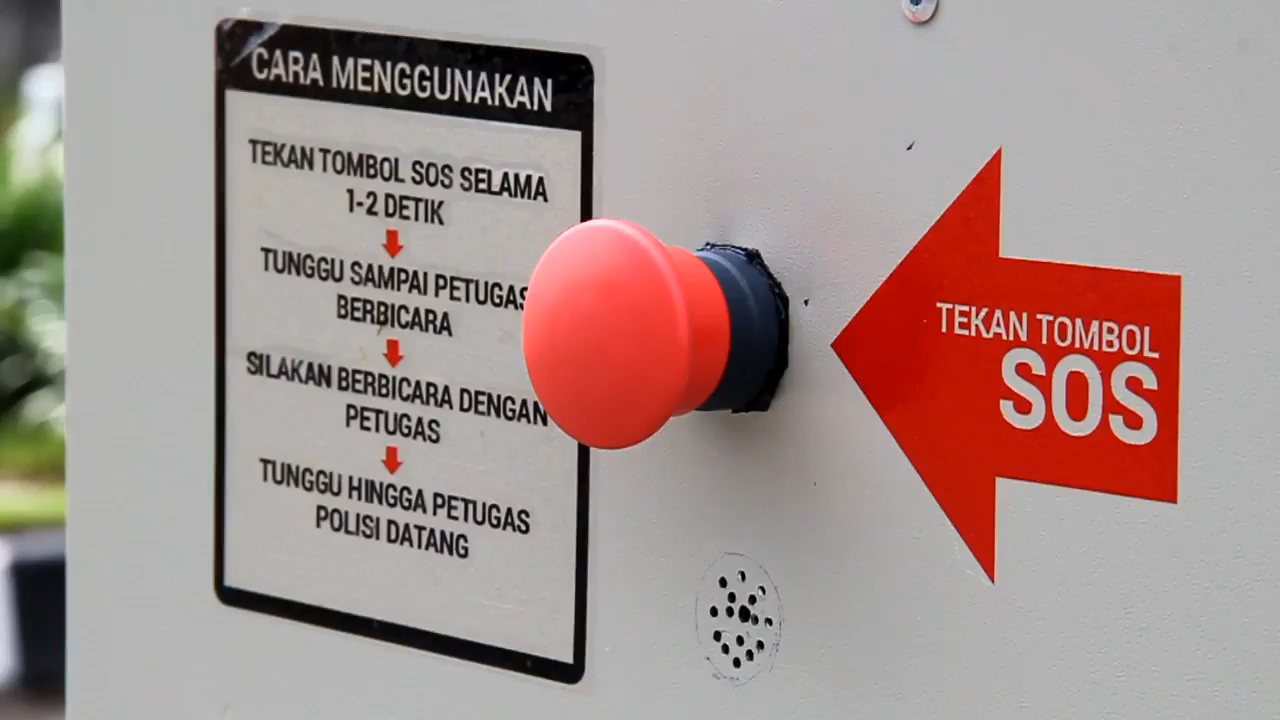 CARA MENGGUNAKAN
TEKAN TOMBOL SOS SELAMA
1-2 DETIK
TUNGGU SAMPAI PETUGAS
BERBICARA
SILAKAN BERBICARA DENGAN
PETUGAS
TUNGGU HINGGA PETUGAS
POLISI DATANG
TEKAN TOMBOL
SOS